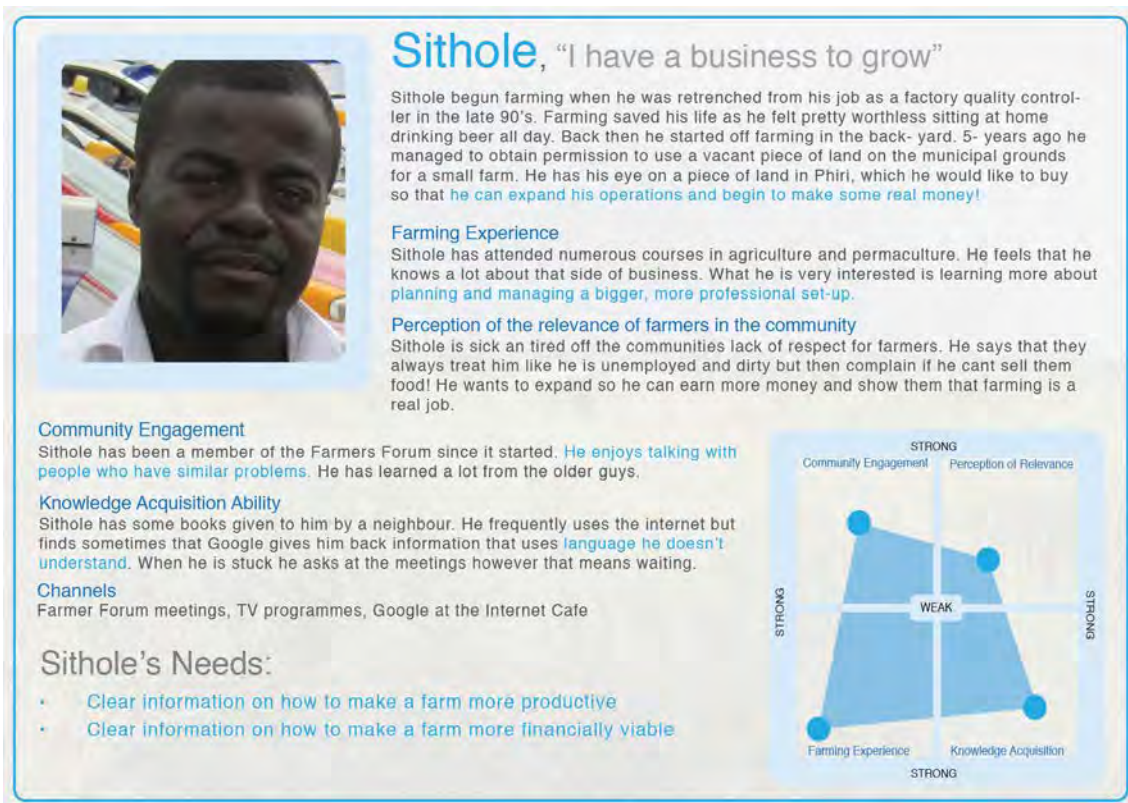 Sithole, “I have a business to grow”
Sithole begun farming when he was retrenched from his job as a factory quality control-
ler in the late 90's. Farming saved his life as he felt pretty worthless sitting at home
drinking beer all day. Back then he started off farming in the back- yard. 5- years ago he
managed to obtain permission to use a vacant piece of land on the municipal grounds
for a small farm. He has his eye on a piece of land in Phiri, which he would like to buy
so that he can expand his operations and begin to make some real money!
Farming Experience
Sithole has attended numerous courses in agriculture and permaculture. He feels that he
knows a lot about that side of business. What he is very interested is learning more about
planning and managing a bigger, more professional set-up.
Perception of the relevance of farmers in the community
Sithole is sick an tired off the communities lack of respect for farmers. He says that they
always treat him like he is unemployed and dirty but then complain if he cant sell them
food! He wants to expand so he can earn more money and show them that farming is a
real job.
Community Engagement
Sithole has been a member of the Farmers Forum since it started. He enjoys talking with
people who have similar problems. He has learned a lot from the older guys.
Knowledge Acquisition Ability
Sithole has some books given to him by a neighbour. He frequently uses the internet but
finds sometimes that Google gives him back information that uses language he doesn't
understand. When he is stuck he asks at the meetings however that means waiting.
Channels
Farmer Forum meetings, TV programmes, Google at the Internet Cafe
Sithole's Needs:
• Clear information on how to make a farm more productive
• Clear information on how to make a farm more financially viable
STRONG
Community Engagement
Perception of Relevance
STRONG
WEAK
STRONG
Farming Experience
Knowledge Acquisition
STRONG